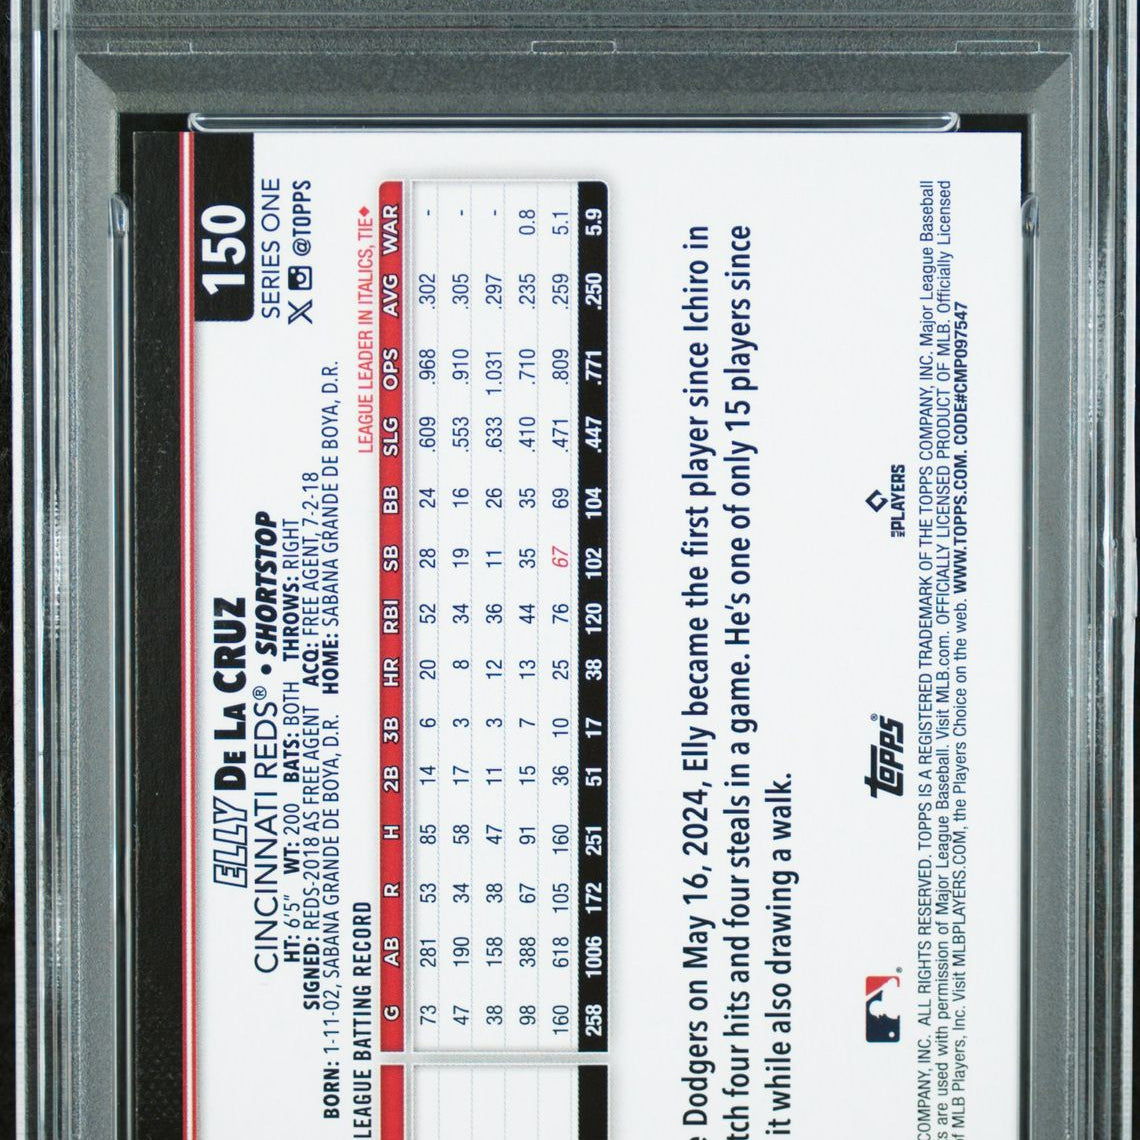 150
SERIES ONE
@TOPPS
ELLY DE LA CRUZ
CINCINNATI REDS® • SHORTSTOP
HT: 6'5" WT: 200 BATS: BOTH THROWS: RIGHT
SIGNED: REDS-2018 AS FREE AGENT ACQ: FREE AGENT, 7-2-18
BORN: 1-11-02, SABANA GRANDE DE BOYA, D.R. HOME: SABANA GRANDE DE BOYA, D.R.
LEAGUE BATTING RECORD LEAGUE LEADER IN ITALICS, TIE♦
G AB R H 2B 3B HR RBI SB BB SLG OPS AVG WAR
73 281 53 85 14 6 20 52 28 24 .609 .968 .302 -
47 190 34 58 17 3 8 34 19 16 .553 .910 .305 -
38 158 38 47 11 3 12 36 11 26 .633 1.031 .297 -
98 388 67 91 15 7 13 44 35 35 .410 .710 .235 0.8
160 618 105 160 36 10 25 76 67 69 .471 .809 .259 5.1
258 1006 172 251 51 17 38 120 102 104 .447 .771 .250 5.9
Dodgers on May 16, 2024, Elly became the first player since Ichiro in
four hits and four steals in a game. He's one of only 15 players since
it while also drawing a walk.
TOPPS® PLAYERS
COMPANY, INC. ALL RIGHTS RESERVED. TOPPS IS A REGISTERED TRADEMARK OF THE TOPPS COMPANY, INC. Major League Baseball
are used with permission of Major League Baseball. Visit MLB.com. OFFICIALLY LICENSED PRODUCT OF MLB. Officially Licensed
MLB Players, Inc. Visit MLBPLAYERS.COM, the Players Choice on the web. WWW.TOPPS.COM. CODE#CMP097547